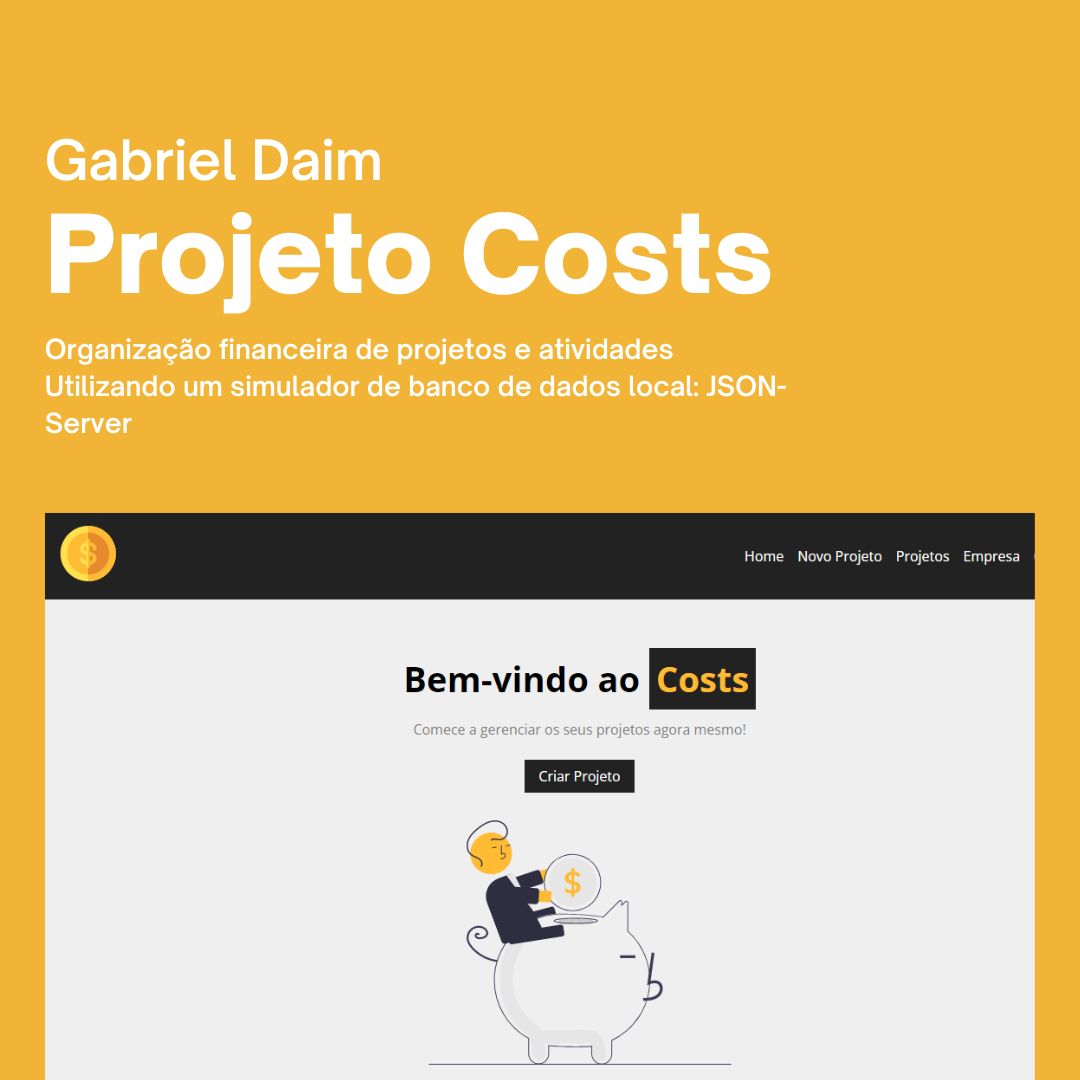 Gabriel Daim
Projeto Costs
Organização financeira de projetos e atividades
Utilizando um simulador de banco de dados local: JSON-
Server
$
Home Novo Projeto Projetos Empresa
Bem-vindo ao Costs
Comece a gerenciar os seus projetos agora mesmo!
Criar Projeto
$